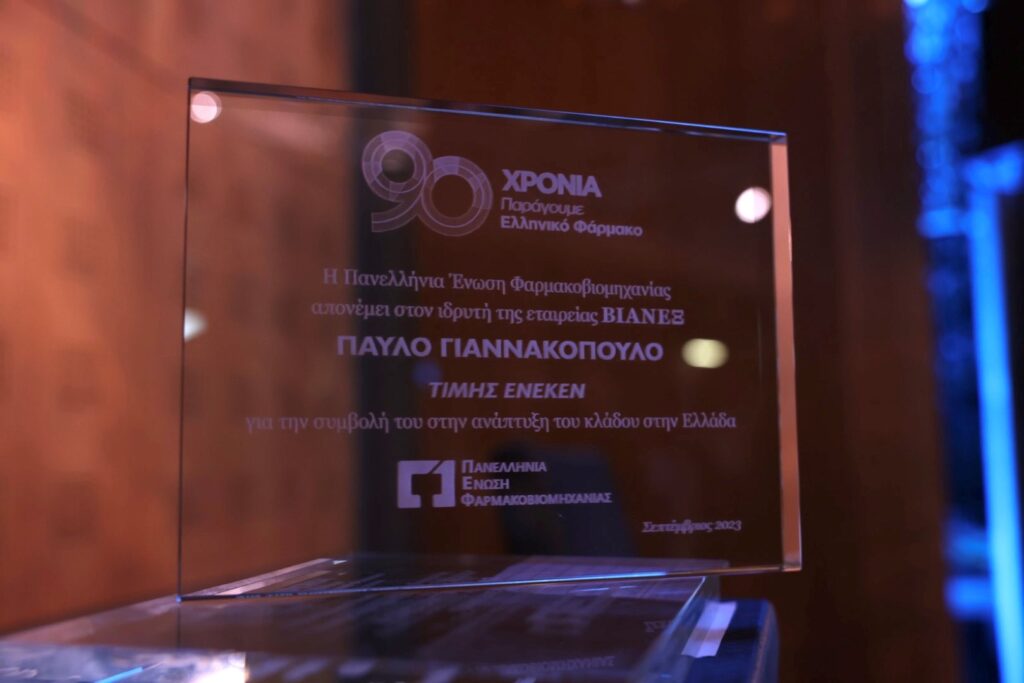 90
ΧΡΟΝΙΑ
Παράγουμε
Ελληνικό Φάρμακο
Η Πανελλήνια Ένωση Φαρμακοβιομηχανίας
απονέμει στον ιδρυτή της εταιρείας ΒΙΑΝΕΞ
ΠΑΥΛΟ ΓΙΑΝΝΑΚΟΠΟΥΛΟ
ΤΙΜΗΣ ΕΝΕΚΕΝ
για την συμβολή του στην ανάπτυξη του κλάδου στην Ελλάδα
ΠΑΝΕΛΛΗΝΙΑ
ΕΝΩΣΗ
ΦΑΡΜΑΚΟΒΙΟΜΗΧΑΝΙΑΣ
Σεπτέμβριος 2023